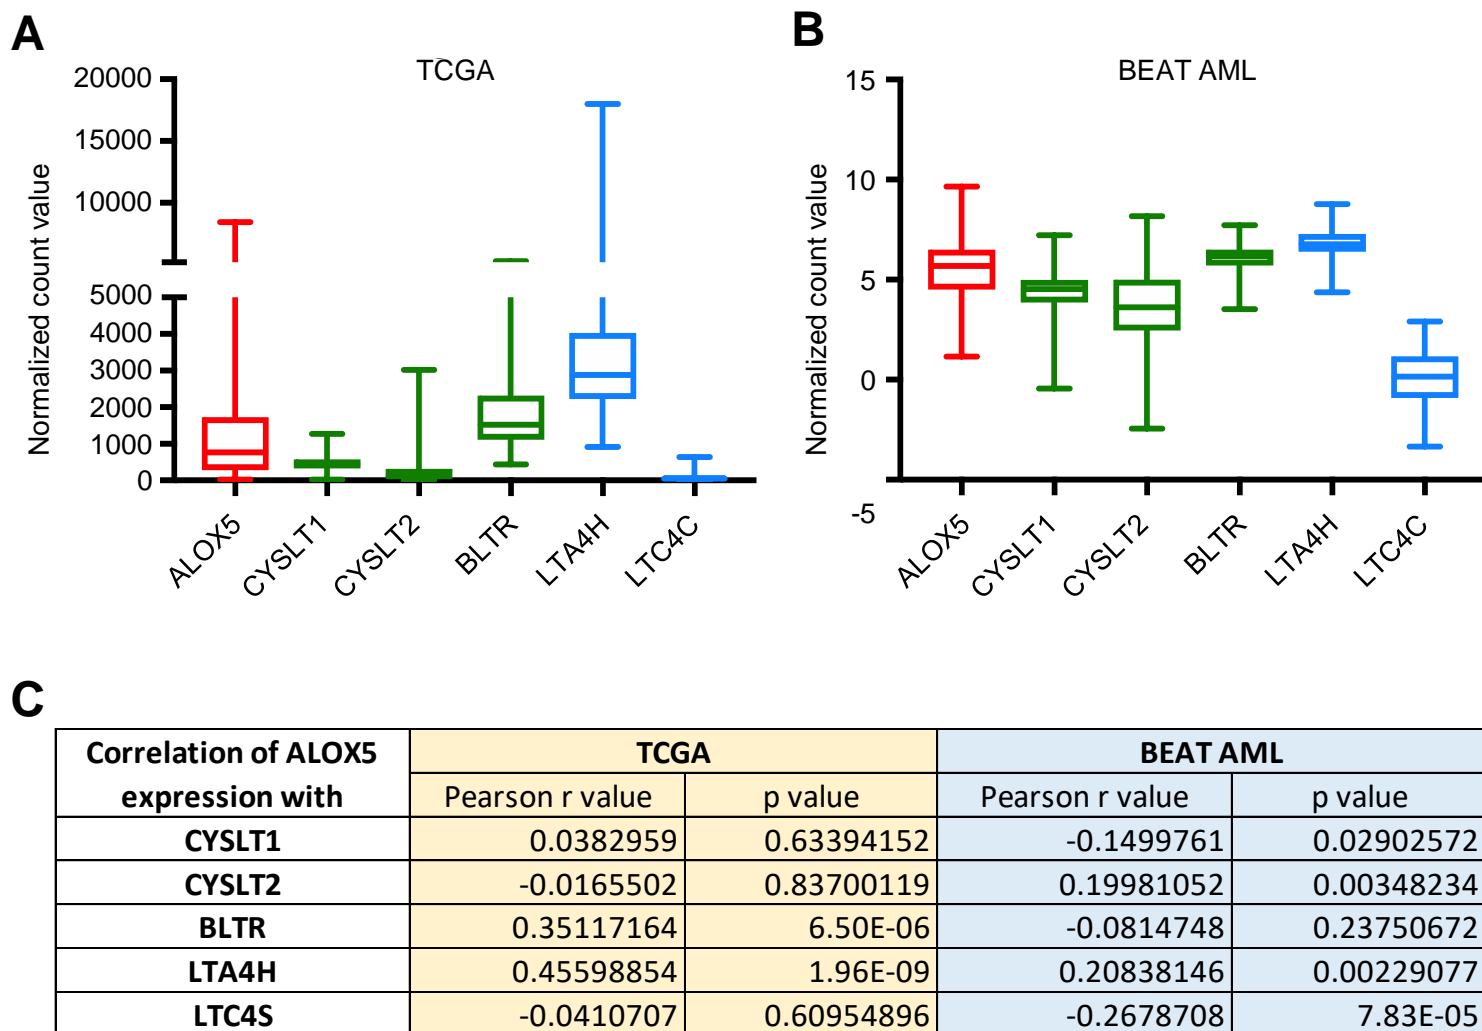 A
TCGA
Normalized count value
20000
15000
10000
5000
4000
3000
2000
1000
0
ALOX5
CYSLT1
CYSLT2
BLTR
LTA4H
LTC4C
B
BEAT AML
Normalized count value
15
10
5
0
-5
ALOX5
CYSLT1
CYSLT2
BLTR
LTA4H
LTC4C
C
Correlation of ALOX5 expression with TCGA BEAT AML
Pearson r value p value Pearson r value p value
CYSLT1 0.0382959 0.63394152 -0.1499761 0.02902572
CYSLT2 -0.0165502 0.83700119 0.19981052 0.00348234
BLTR 0.35117164 6.50E-06 -0.0814748 0.23750672
LTA4H 0.45598854 1.96E-09 0.20838146 0.00229077
LTC4S -0.0410707 0.60954896 -0.2678708 7.83E-05